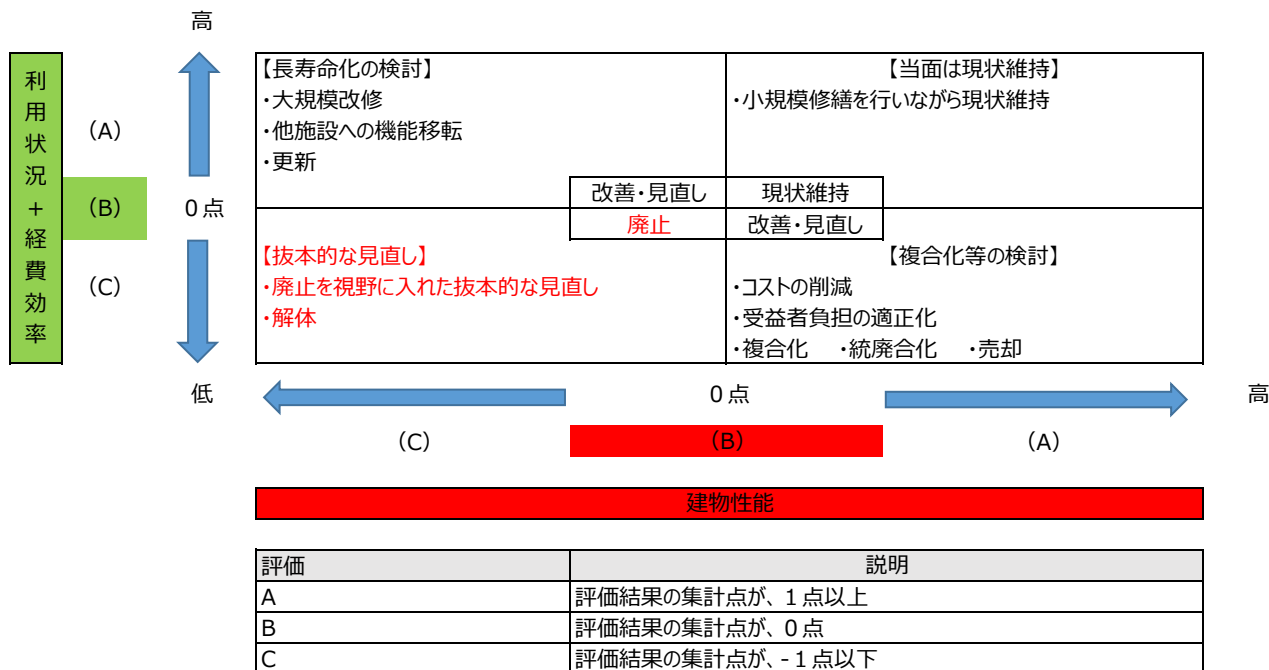 高
利用状況+経費効率
(A)
(B)
(C)
0点
低
【長寿命化の検討】
・大規模改修
・他施設への機能移転
・更新
【当面は現状維持】
・小規模修繕を行いながら現状維持
改善・見直し
現状維持
廃止
改善・見直し
【抜本的な見直し】
・廃止を視野に入れた抜本的な見直し
・解体
【複合化等の検討】
・コストの削減
・受益者負担の適正化
・複合化 ・統廃合化 ・売却
0点
高
(C)
(B)
(A)
建物性能
評価 説明
A 評価結果の集計点が、1点以上
B 評価結果の集計点が、0点
C 評価結果の集計点が、-1点以下